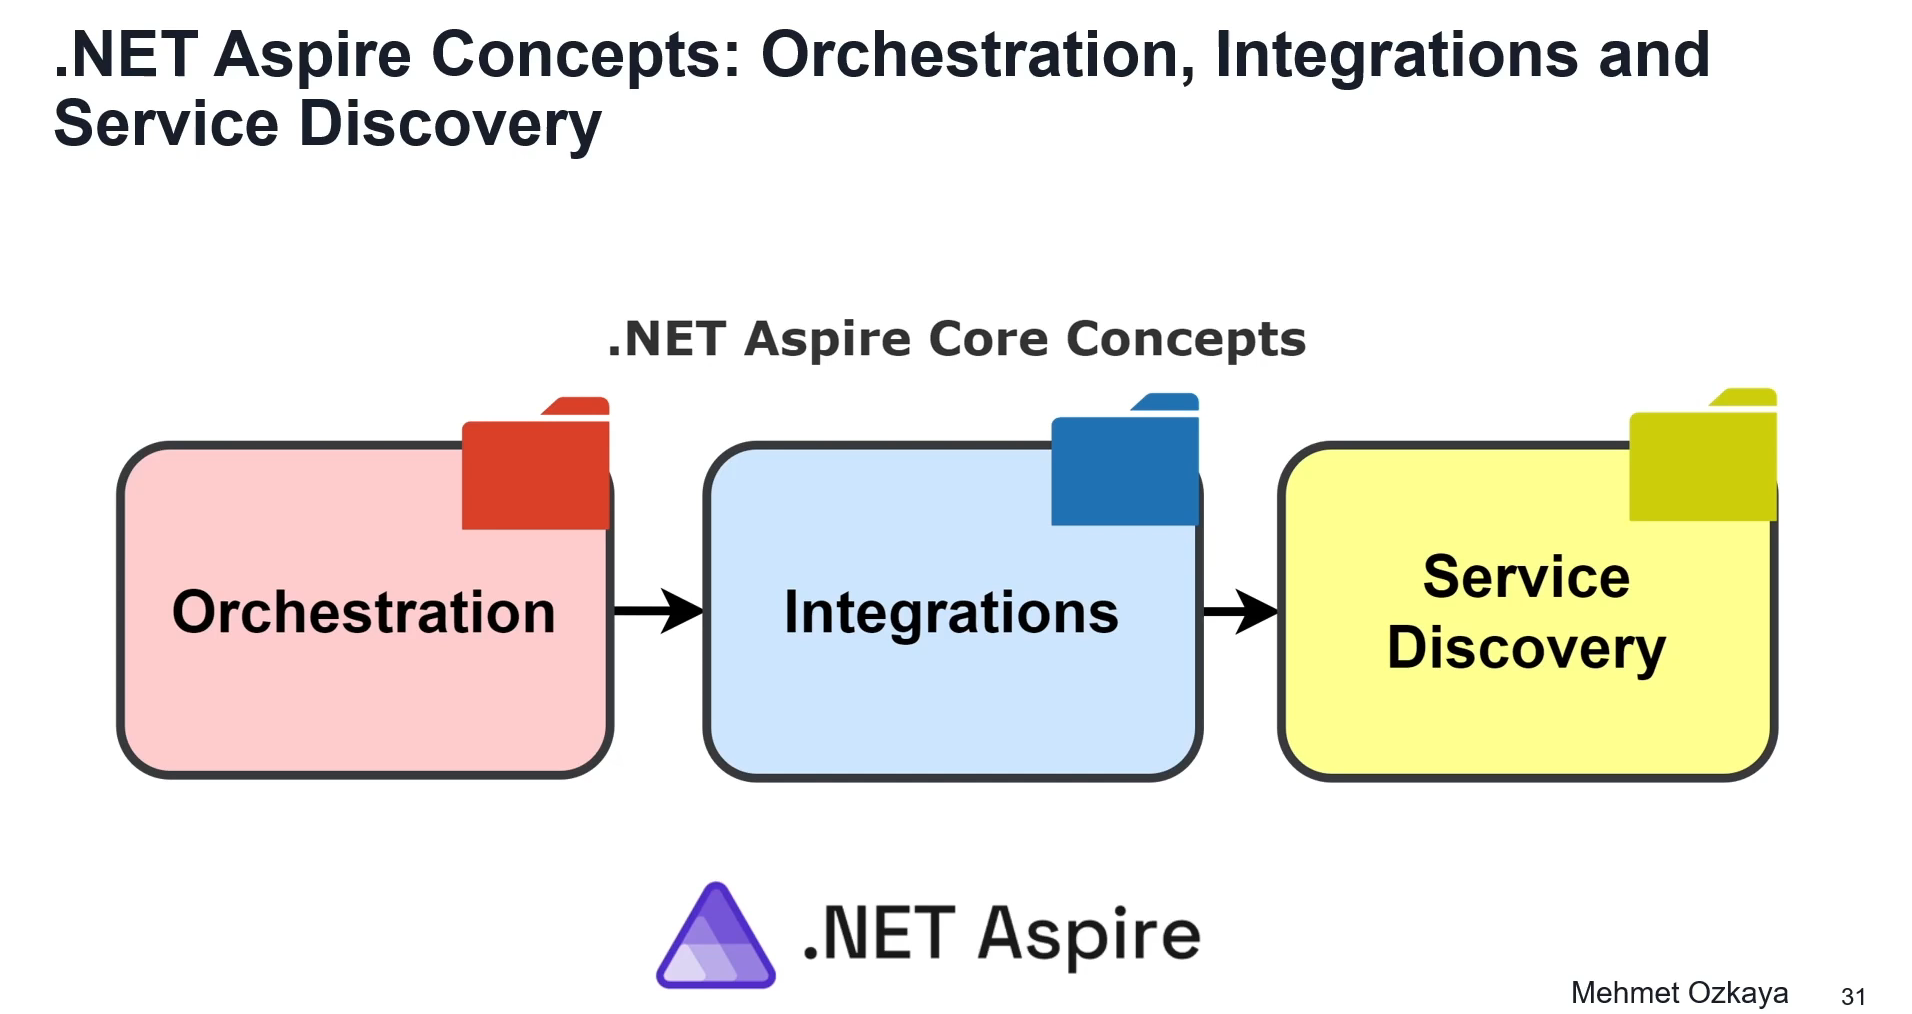 .NET Aspire Concepts: Orchestration, Integrations and
Service Discovery
.NET Aspire Core Concepts
Orchestration
Integrations
Service
Discovery
.NET Aspire
Mehmet Ozkaya
31